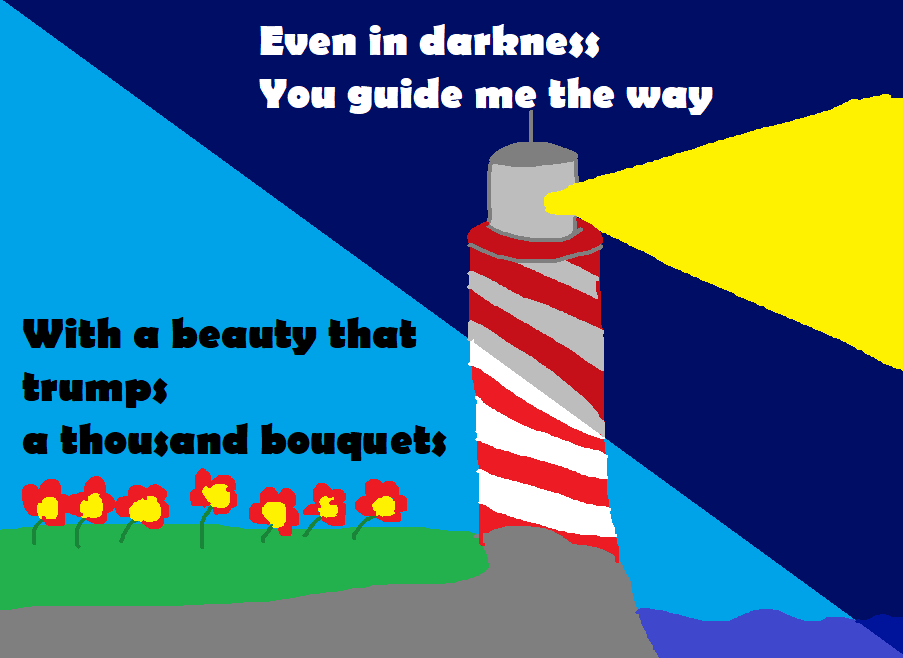 Even in darkness
You guide me the way
With a beauty that
trumps
a thousand bouquets